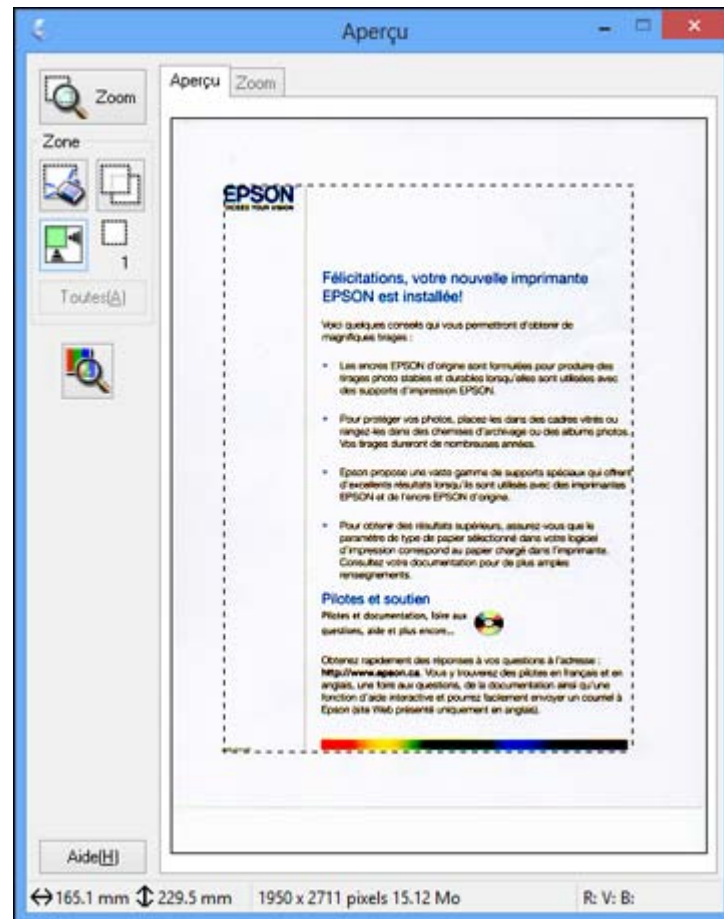 Aperçu
Zoom
Aperçu Zoom
Zone
1
Toutes(A)
EPSON
EXCEED YOUR VISION
Félicitations, votre nouvelle imprimante
EPSON est installée!
Voici quelques conseils qui vous permettront d'obtenir de
magnifiques tirages :
• Les encres EPSON d'origine sont formulées pour produire des
tirages photo stables et durables lorsqu'elles sont utilisées avec
des supports d'impression EPSON.
• Pour protéger vos photos, placez-les dans des cadres vitrés ou
rangez-les dans des chemises d'archivage ou des albums photos.
Vos tirages dureront de nombreuses années.
• Epson propose une vaste gamme de supports spéciaux qui offrent
d'excellents résultats lorsqu'ils sont utilisés avec des imprimantes
EPSON et de l'encre EPSON d'origine.
• Pour obtenir des résultats supérieurs, assurez-vous que le
paramètre de type de papier sélectionné dans votre logiciel
d'impression correspond au papier chargé dans l'imprimante.
Consultez votre documentation pour de plus amples
renseignements.
Pilotes et soutien
Pilotes et documentation, foire aux
questions, aide et plus encore...
Obtenez rapidement des réponses à vos questions à l'adresse :
http://www.epson.ca. Vous y trouverez des pilotes en français et en
anglais, une foire aux questions, de la documentation ainsi qu'une
fonction d'aide interactive et pourrez facilement envoyer un courriel à
Epson (site Web présenté uniquement en anglais).
Aide(H)
165.1 mm 229.5 mm 1950 x 2711 pixels 15.12 Mo R: V: B: